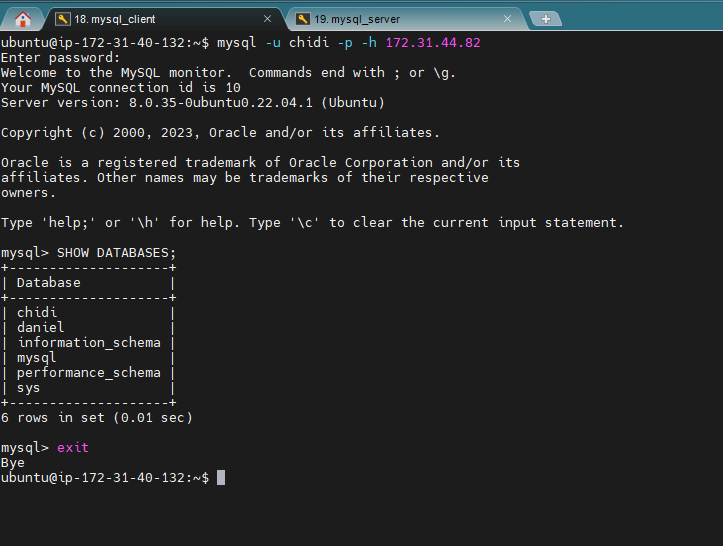 18. mysql_client
19. mysql_server
ubuntu@ip-172-31-40-132:~$ mysql -u chidi -p -h 172.31.44.82
Enter password:
Welcome to the MySQL monitor.  Commands end with ; or \g.
Your MySQL connection id is 10
Server version: 8.0.35-0ubuntu0.22.04.1 (Ubuntu)

Copyright (c) 2000, 2023, Oracle and/or its affiliates.

Oracle is a registered trademark of Oracle Corporation and/or its
affiliates. Other names may be trademarks of their respective
owners.

Type 'help;' or '\h' for help. Type '\c' to clear the current input statement.

mysql> SHOW DATABASES;
+--------------------+
| Database           |
+--------------------+
| chidi              |
| daniel             |
| information_schema |
| mysql              |
| performance_schema |
| sys                |
+--------------------+
6 rows in set (0.01 sec)

mysql> exit
Bye
ubuntu@ip-172-31-40-132:~$